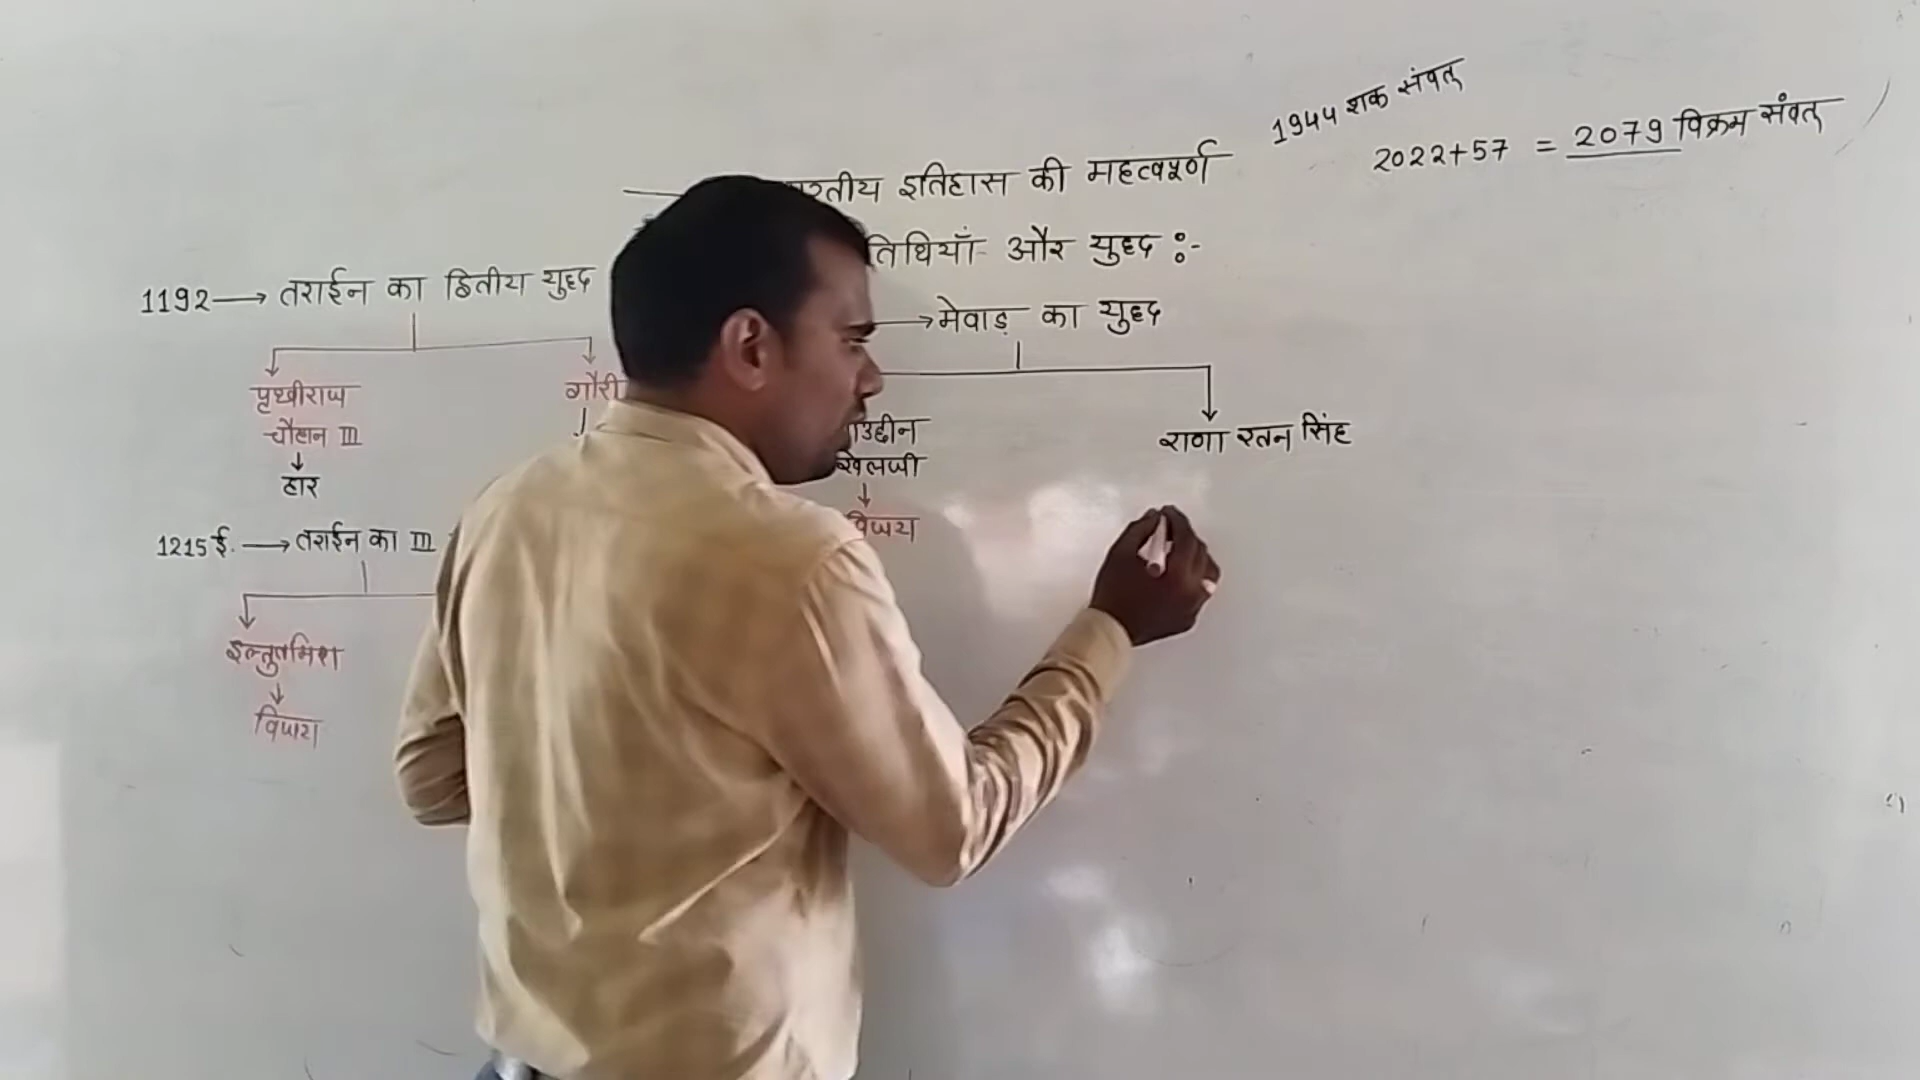 1944 शक संवत्
2022+57 = 2079 विक्रम संवत्
भारतीय इतिहास की महत्वपूर्ण
तिथियाँ और युद्ध :-
1192 → तराईन का द्वितीय युद्ध
पृथ्वीराज
चौहान III
↓
हार
गौरी
1215 ई. → तराईन का III
इल्तुतमिश
↓
विजय
→ मेवाड़ का युद्ध
खिलजी
↓
विजय
राणा रतन सिंह